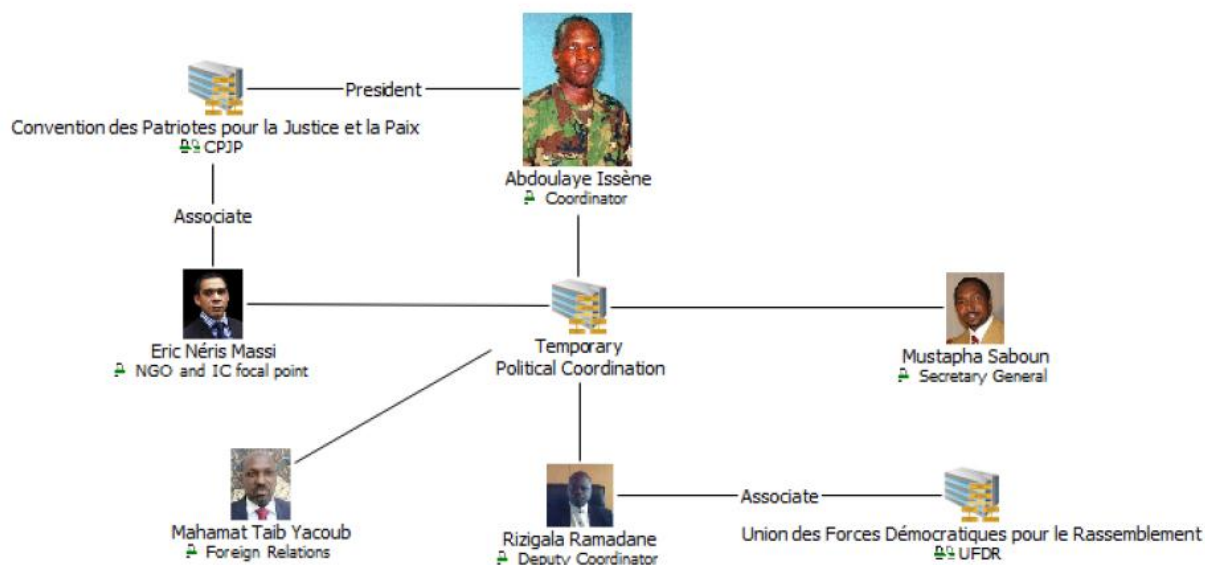 President
Convention des Patriotes pour la Justice et la Paix
CPJP
Abdoulaye Issène
Coordinator
Associate
Eric Néris Massi
NGO and IC focal point
Temporary
Political Coordination
Mustapha Saboun
Secretary General
Mahamat Taib Yacoub
Foreign Relations
Rizigala Ramadane
Deputy Coordinator
Associate
Union des Forces Démocratiques pour le Rassemblement
UFDR